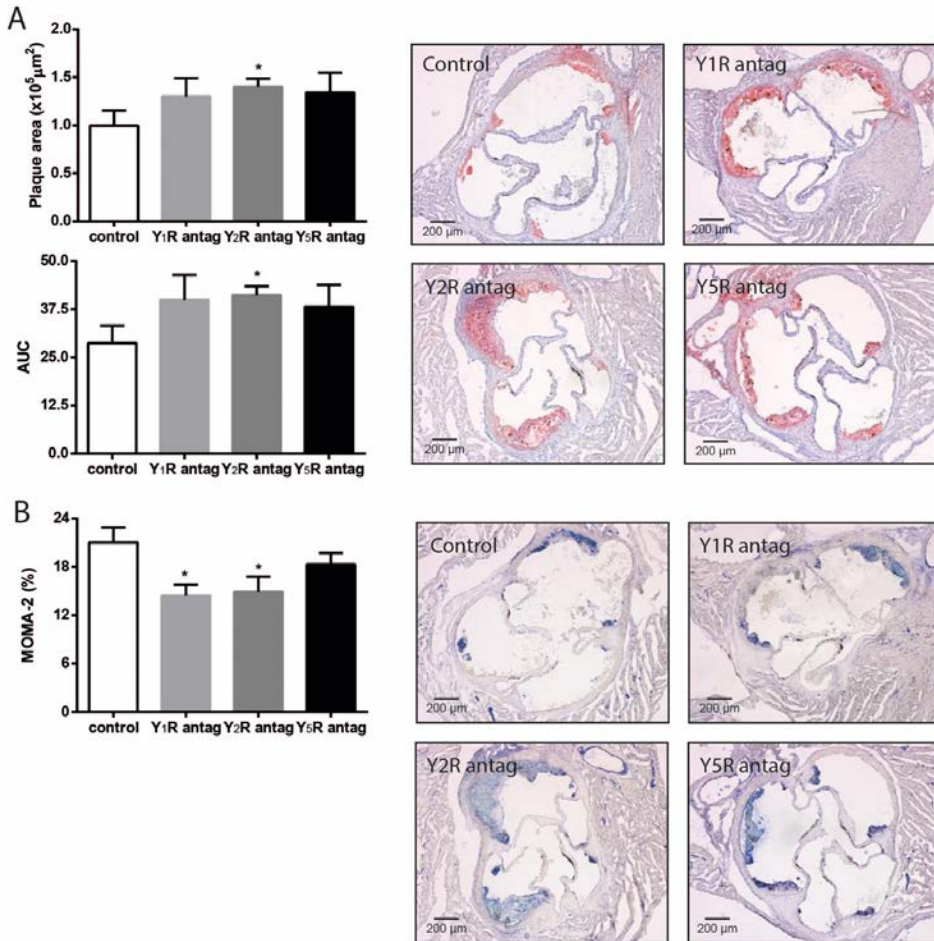 A
Plaque area (x10⁵µm²)
2.0
1.5
1.0
0.5
0.0
*
control
Y₁R antag
Y₂R antag
Y₅R antag
AUC
50.0
37.5
25.0
12.5
0.0
*
control
Y₁R antag
Y₂R antag
Y₅R antag
Control
200 µm
Y1R antag
200 µm
Y2R antag
200 µm
Y5R antag
200 µm
B
MOMA-2 (%)
24
18
12
6
0
*
*
control
Y₁R antag
Y₂R antag
Y₅R antag
Control
200 µm
Y1R antag
200 µm
Y2R antag
200 µm
Y5R antag
200 µm